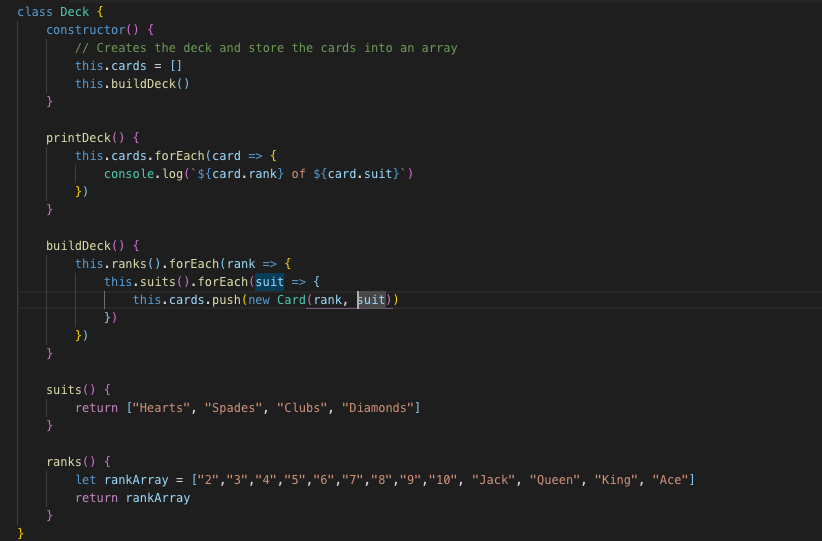 class Deck {
    constructor() {
        // Creates the deck and store the cards into an array
        this.cards = []
        this.buildDeck()
    }

    printDeck() {
        this.cards.forEach(card => {
            console.log(`${card.rank} of ${card.suit}`)
        })
    }

    buildDeck() {
        this.ranks().forEach(rank => {
            this.suits().forEach(suit => {
                this.cards.push(new Card(rank, suit))
            })
        })
    }

    suits() {
        return ["Hearts", "Spades", "Clubs", "Diamonds"]
    }

    ranks() {
        let rankArray = ["2","3","4","5","6","7","8","9","10", "Jack", "Queen", "King", "Ace"]
        return rankArray
    }
}